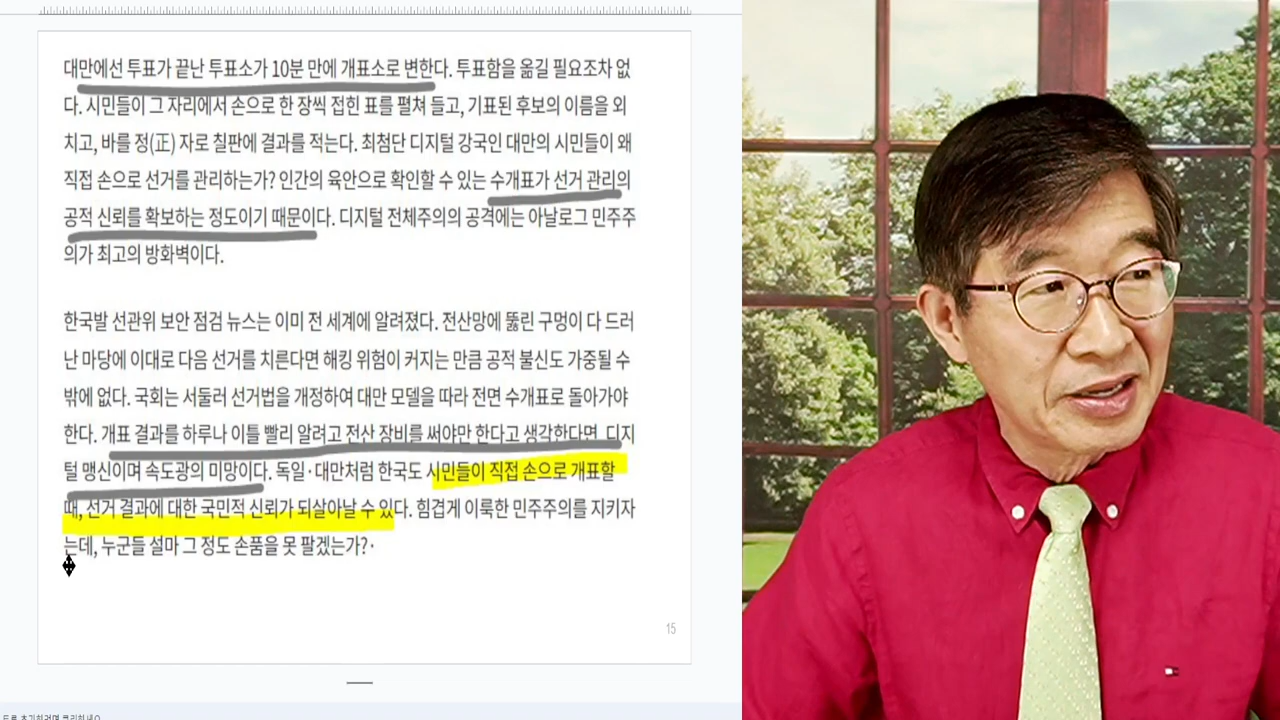 대만에선 투표가 끝난 투표소가 10분 만에 개표소로 변한다. 투표함을 옮길 필요조차 없
다. 시민들이 그 자리에서 손으로 한 장씩 접힌 표를 펼쳐 들고, 기표된 후보의 이름을 외
치고, 바를 정(正) 자로 칠판에 결과를 적는다. 최첨단 디지털 강국인 대만의 시민들이 왜
직접 손으로 선거를 관리하는가? 인간의 육안으로 확인할 수 있는 수개표가 선거 관리의
공적 신뢰를 확보하는 정도이기 때문이다. 디지털 전체주의의 공격에는 아날로그 민주주
의가 최고의 방화벽이다.
한국발 선관위 보안 점검 뉴스는 이미 전 세계에 알려졌다. 전산망에 뚫린 구멍이 다 드러
난 마당에 이대로 다음 선거를 치른다면 해킹 위험이 커지는 만큼 공적 불신도 가중될 수
밖에 없다. 국회는 서둘러 선거법을 개정하여 대만 모델을 따라 전면 수개표로 돌아가야
한다. 개표 결과를 하루나 이틀 빨리 알려고 전산 장비를 써야만 한다고 생각한다면, 디지
털 맹신이며 속도광의 미망이다. 독일·대만처럼 한국도 시민들이 직접 손으로 개표할
때, 선거 결과에 대한 국민적 신뢰가 되살아날 수 있다. 힘겹게 이룩한 민주주의를 지키자
는데, 누군들 설마 그 정도 손품을 못 팔겠는가?·
15